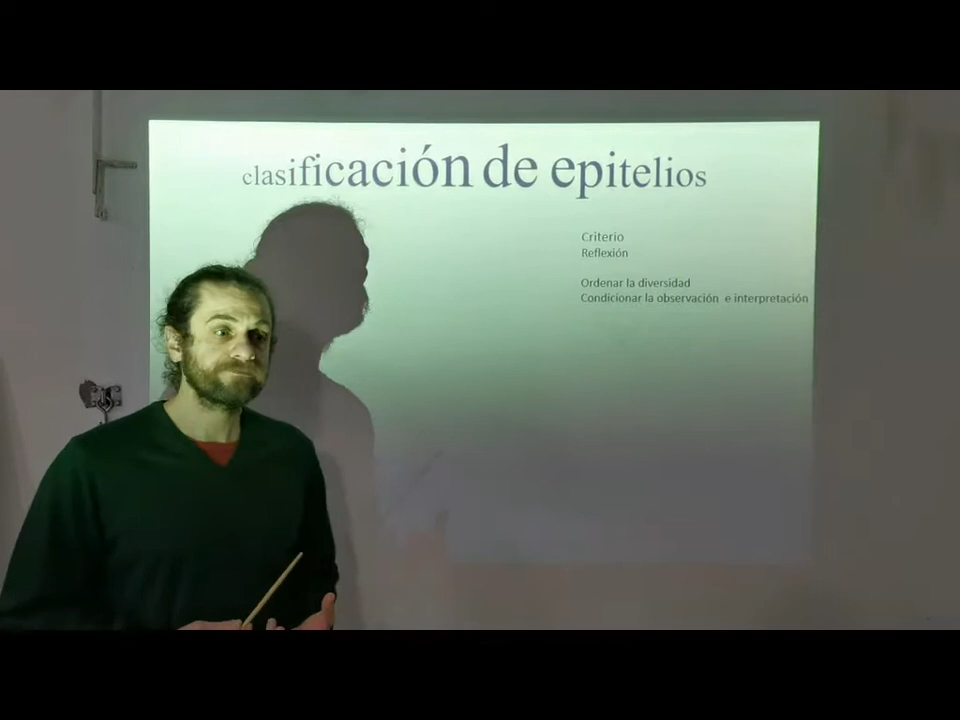 clasificación de epitelios
Criterio
Reflexión
Ordenar la diversidad
Condicionar la observación e interpretación